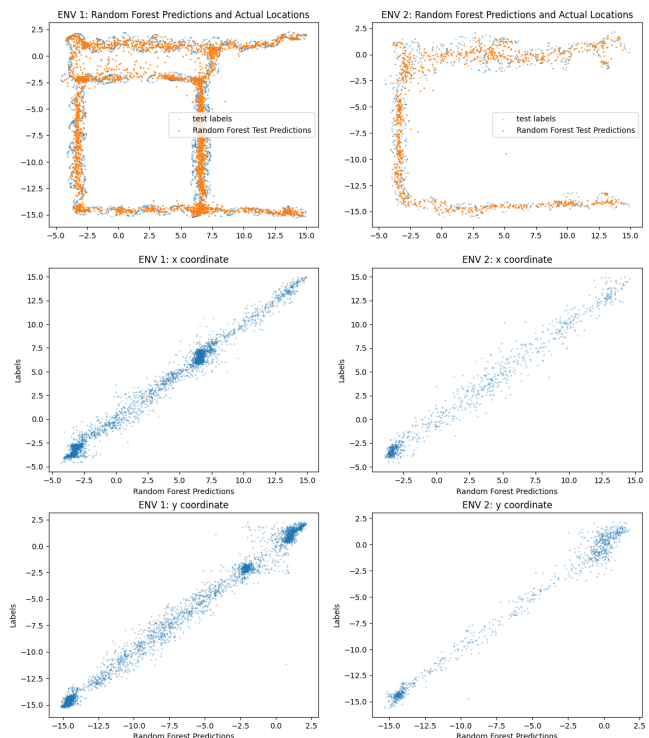 ENV 1: Random Forest Predictions and Actual Locations
2.5
0.0
−2.5
−5.0
−7.5
−10.0
−12.5
−15.0
test labels
Random Forest Test Predictions
−5.0 −2.5 0.0 2.5 5.0 7.5 10.0 12.5 15.0
ENV 2: Random Forest Predictions and Actual Locations
2.5
0.0
−2.5
−5.0
−7.5
−10.0
−12.5
−15.0
test labels
Random Forest Test Predictions
−5.0 −2.5 0.0 2.5 5.0 7.5 10.0 12.5 15.0
ENV 1: x coordinate
Labels
15.0
12.5
10.0
7.5
5.0
2.5
0.0
−2.5
−5.0
−5.0 −2.5 0.0 2.5 5.0 7.5 10.0 12.5 15.0
Random Forest Predictions
ENV 2: x coordinate
Labels
15.0
12.5
10.0
7.5
5.0
2.5
0.0
−2.5
−5.0
−5.0 −2.5 0.0 2.5 5.0 7.5 10.0 12.5 15.0
Random Forest Predictions
ENV 1: y coordinate
Labels
2.5
0.0
−2.5
−5.0
−7.5
−10.0
−12.5
−15.0
−15.0 −12.5 −10.0 −7.5 −5.0 −2.5 0.0 2.5
Random Forest Predictions
ENV 2: y coordinate
Labels
2.5
0.0
−2.5
−5.0
−7.5
−10.0
−12.5
−15.0
−15.0 −12.5 −10.0 −7.5 −5.0 −2.5 0.0 2.5
Random Forest Predictions